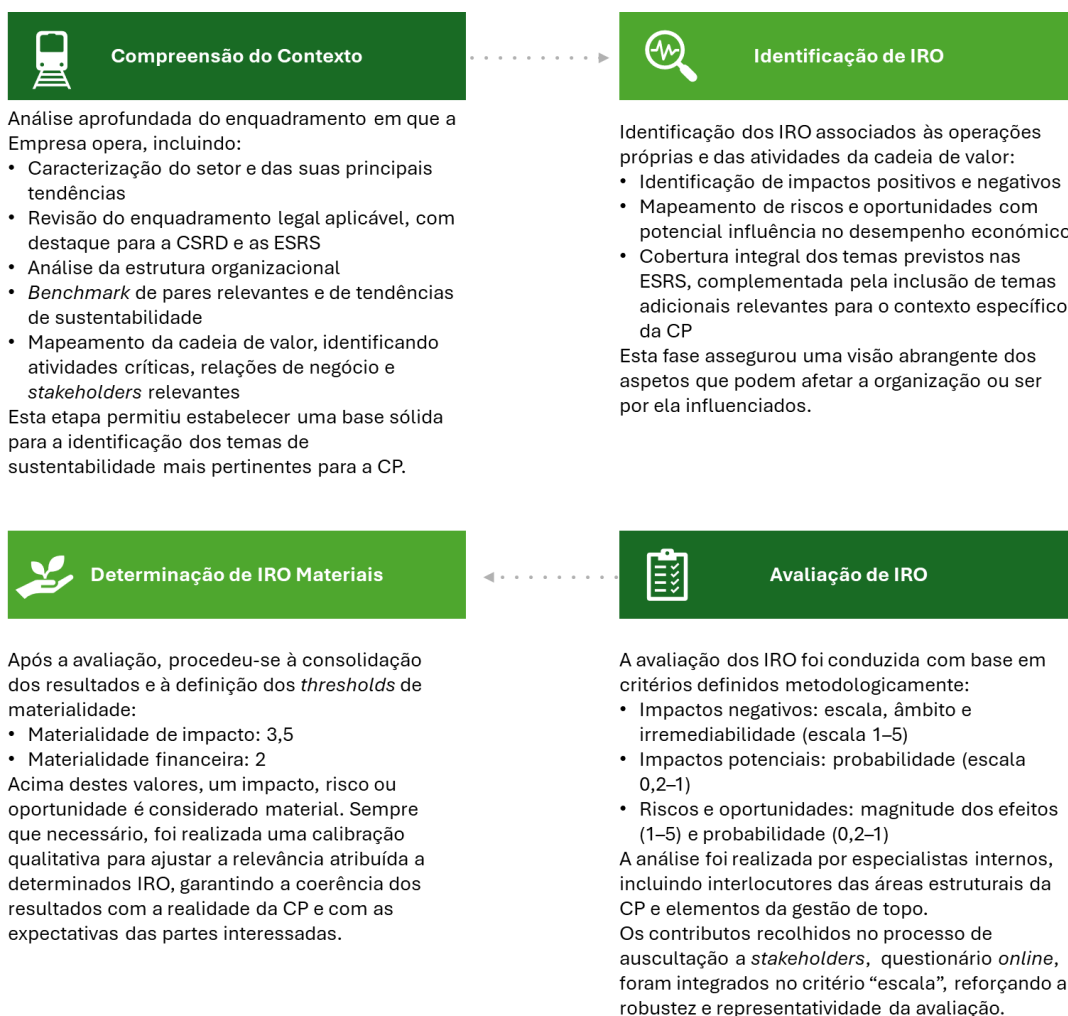 Compreensão do Contexto
Análise aprofundada do enquadramento em que a
Empresa opera, incluindo:
• Caracterização do setor e das suas principais
tendências
• Revisão do enquadramento legal aplicável, com
destaque para a CSRD e as ESRS
• Análise da estrutura organizacional
• Benchmark de pares relevantes e de tendências
de sustentabilidade
• Mapeamento da cadeia de valor, identificando
atividades críticas, relações de negócio e
stakeholders relevantes
Esta etapa permitiu estabelecer uma base sólida
para a identificação dos temas de
sustentabilidade mais pertinentes para a CP.
Identificação de IRO
Identificação dos IRO associados às operações
próprias e das atividades da cadeia de valor:
• Identificação de impactos positivos e negativos
• Mapeamento de riscos e oportunidades com
potencial influência no desempenho económico
• Cobertura integral dos temas previstos nas
ESRS, complementada pela inclusão de temas
adicionais relevantes para o contexto específico
da CP
Esta fase assegurou uma visão abrangente dos
aspetos que podem afetar a organização ou ser
por ela influenciados.
Avaliação de IRO
A avaliação dos IRO foi conduzida com base em
critérios definidos metodologicamente:
• Impactos negativos: escala, âmbito e
irremediabilidade (escala 1–5)
• Impactos potenciais: probabilidade (escala
0,2–1)
• Riscos e oportunidades: magnitude dos efeitos
(1–5) e probabilidade (0,2–1)
A análise foi realizada por especialistas internos,
incluindo interlocutores das áreas estruturais da
CP e elementos da gestão de topo.
Os contributos recolhidos no processo de
auscultação a stakeholders, questionário online,
foram integrados no critério “escala”, reforçando a
robustez e representatividade da avaliação.
Determinação de IRO Materiais
Após a avaliação, procedeu-se à consolidação
dos resultados e à definição dos thresholds de
materialidade:
• Materialidade de impacto: 3,5
• Materialidade financeira: 2
Acima destes valores, um impacto, risco ou
oportunidade é considerado material. Sempre
que necessário, foi realizada uma calibração
qualitativa para ajustar a relevância atribuída a
determinados IRO, garantindo a coerência dos
resultados com a realidade da CP e com as
expectativas das partes interessadas.